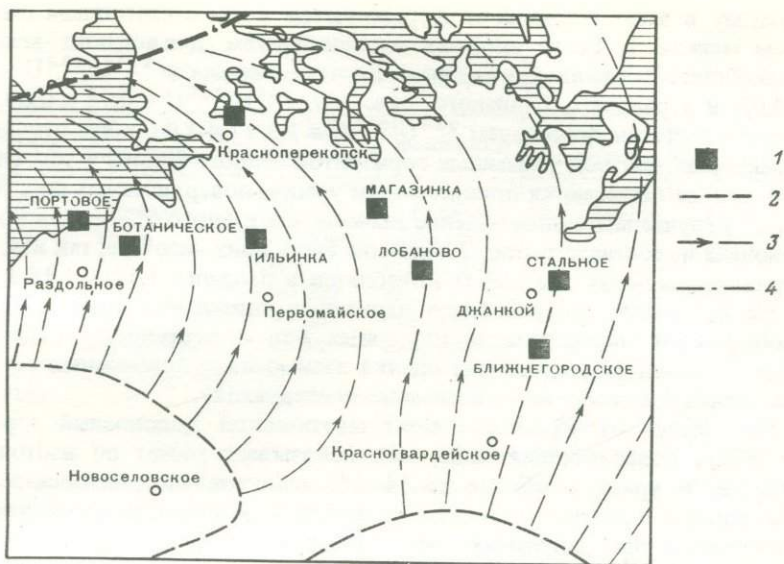 Красноперекопск
1
ПОРТОВОЕ
МАГАЗИНКА
2
БОТАНИЧЕСКОЕ
ИЛЬИНКА
ЛОБАНОВО
3
СТАЛЬНОЕ
Раздольное
4
Первомайское
ДЖАНКОЙ
БЛИЖНЕГОРОДСКОЕ
Красногвардейское
Новоселовское